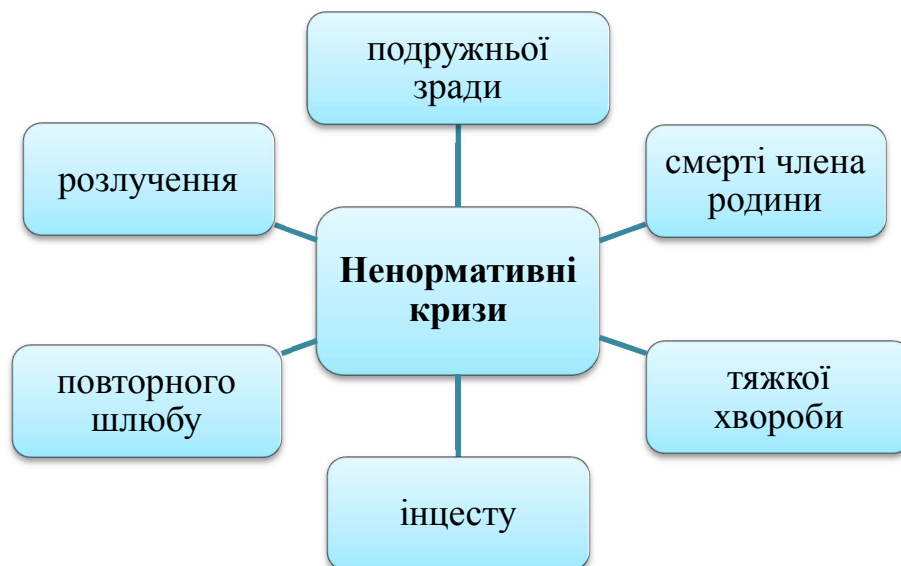 подружньої
зради
розлучення
смерті члена
родини
Ненормативні
кризи
повторного
шлюбу
тяжкої
хвороби
інцесту